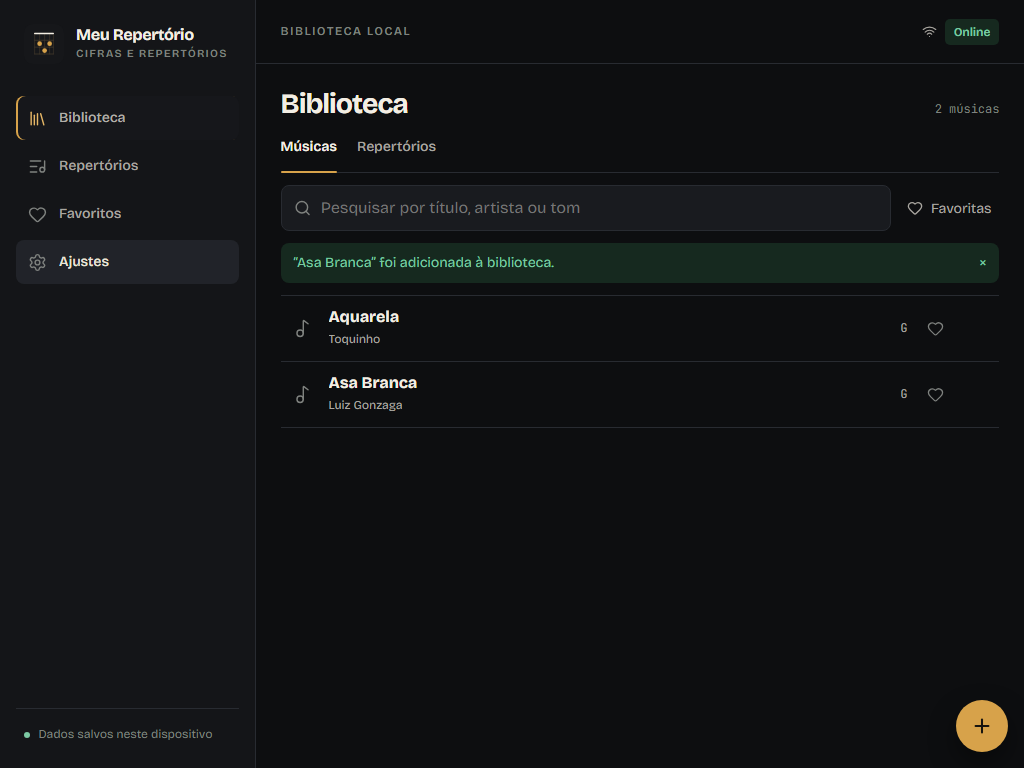 Meu Repertório
CIFRAS E REPERTÓRIOS
Biblioteca
Repertórios
Favoritos
Ajustes
Dados salvos neste dispositivo
BIBLIOTECA LOCAL
Online
Biblioteca
2 músicas
Músicas
Repertórios
Pesquisar por título, artista ou tom
Favoritas
"Asa Branca" foi adicionada à biblioteca.
×
Aquarela
Toquinho
G
Asa Branca
Luiz Gonzaga
G
+